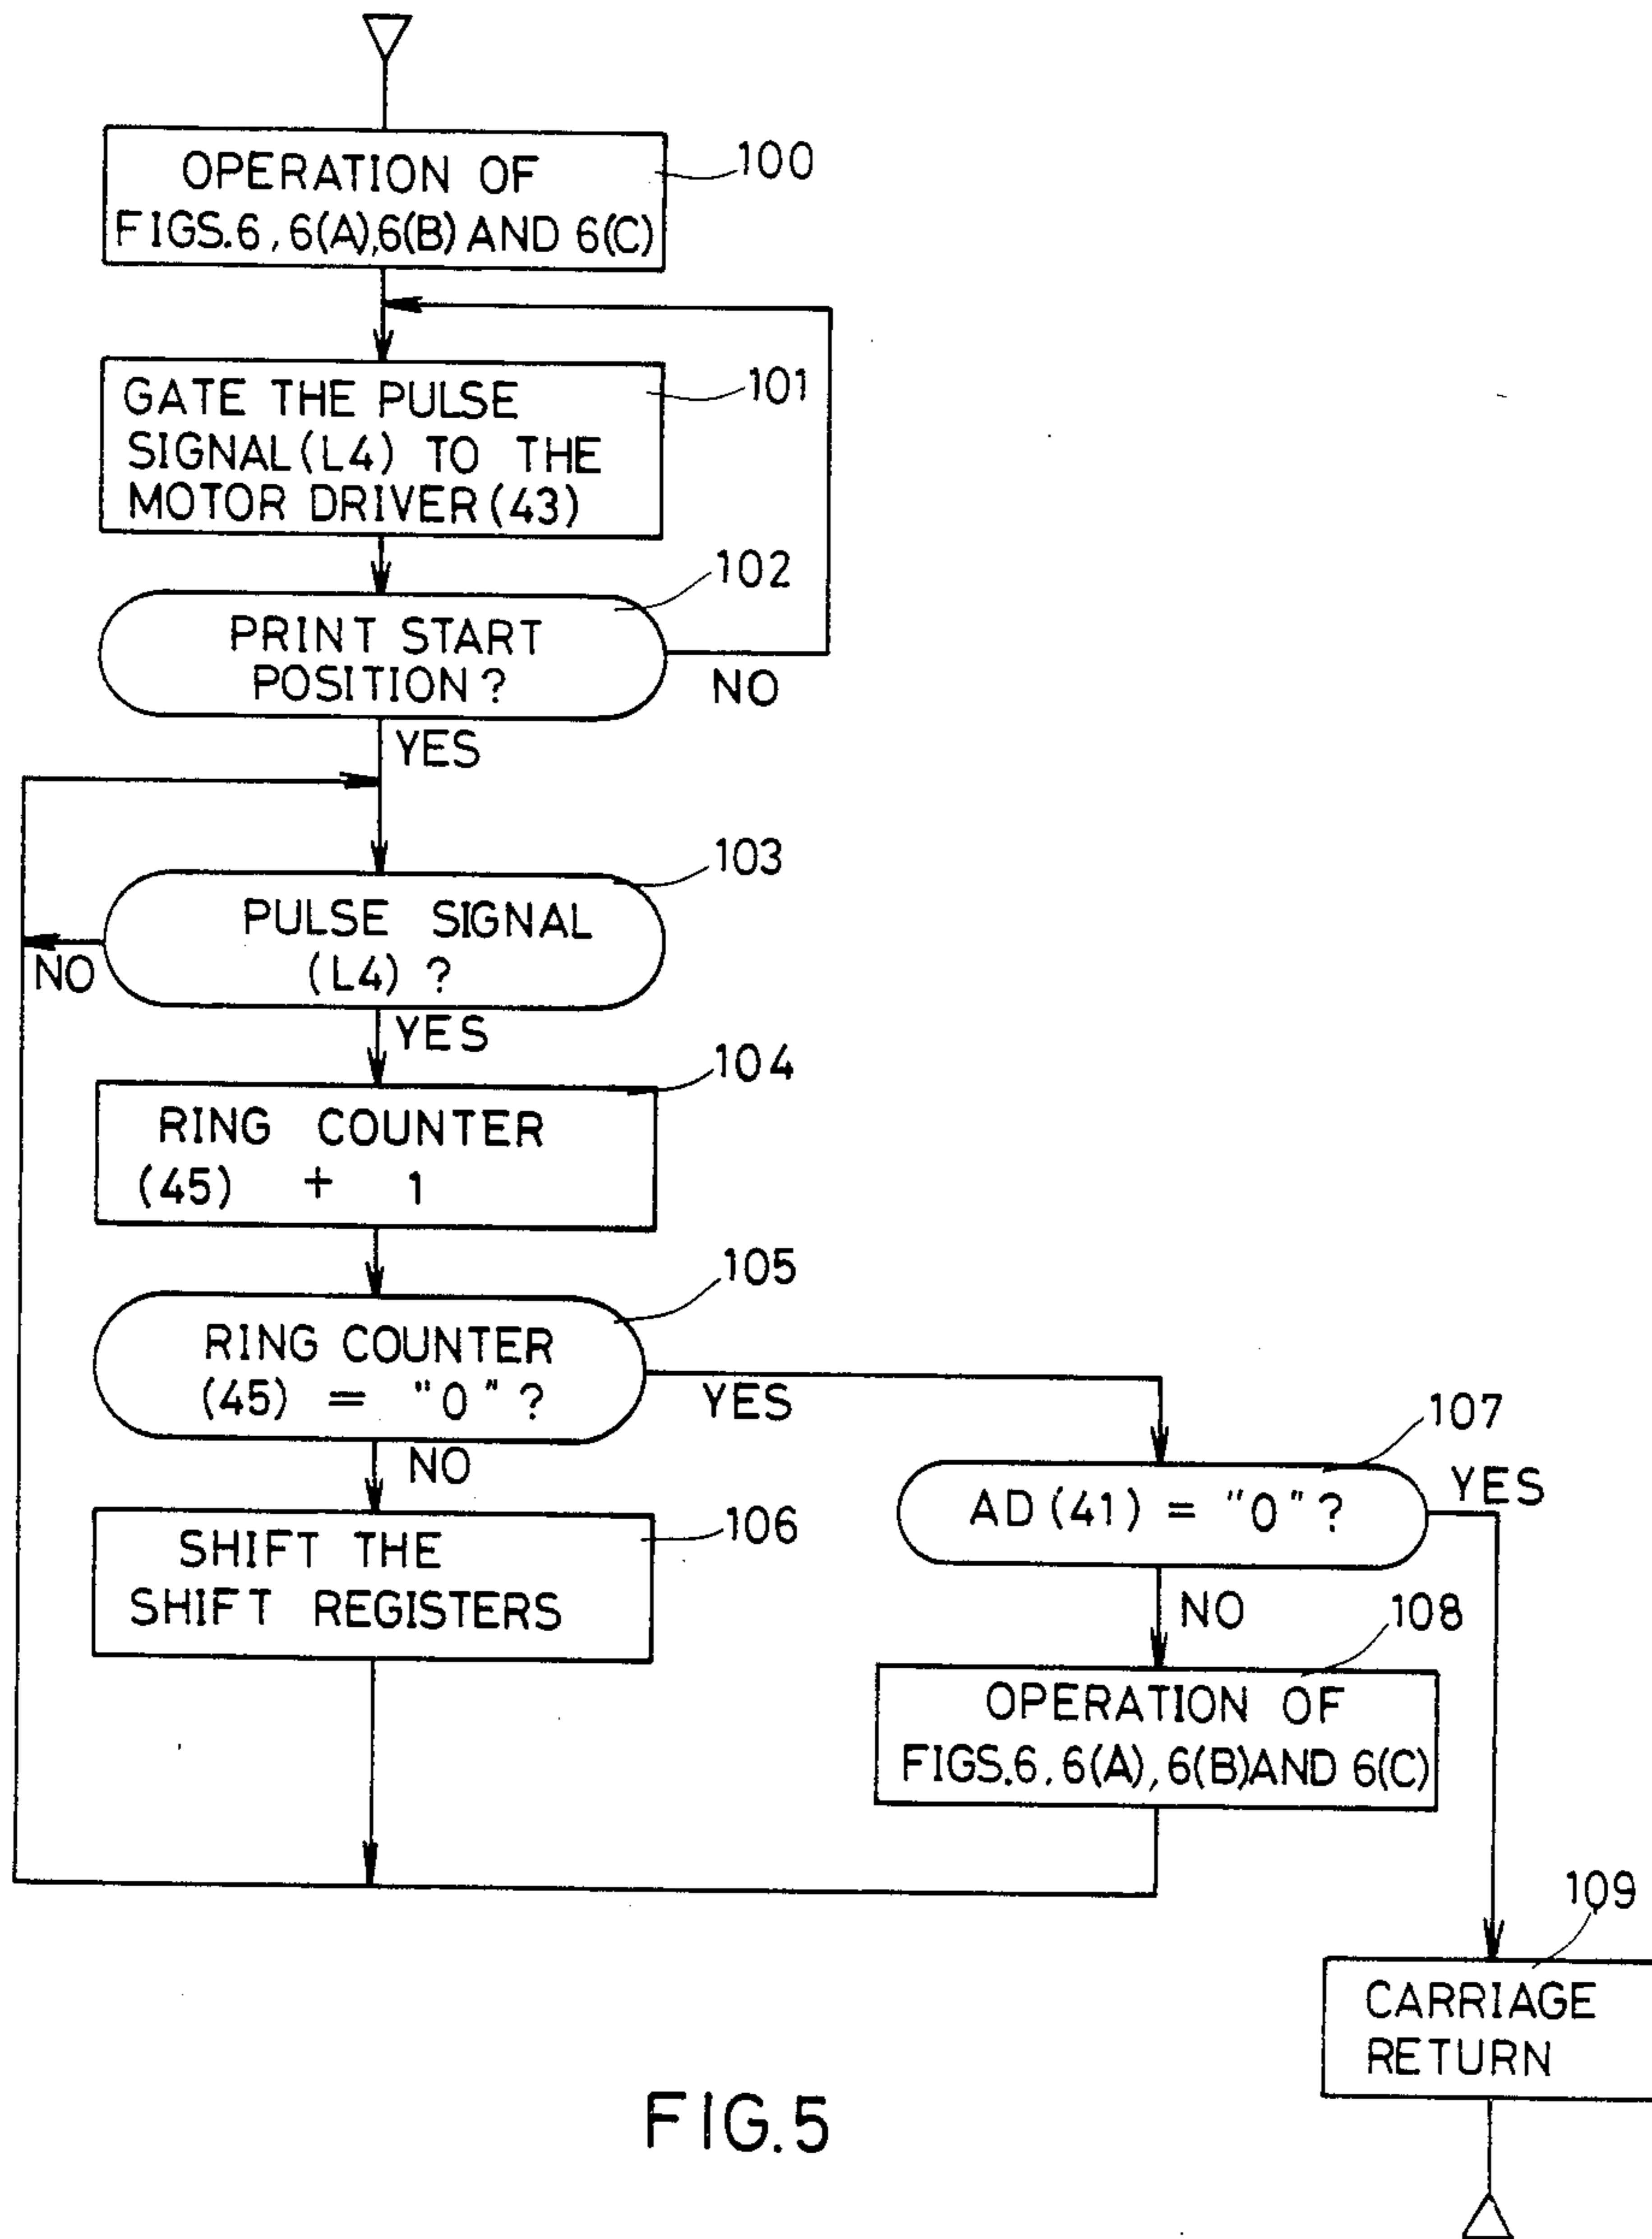 OPERATION OF
FIGS.6, 6(A),6(B) AND 6(C)
100
GATE THE PULSE
SIGNAL(L4) TO THE
MOTOR DRIVER(43)
101
PRINT START
POSITION?
102
NO
YES
PULSE SIGNAL
(L4)?
103
NO
YES
RING COUNTER
(45) + 1
104
RING COUNTER
(45) = "0"?
105
YES
NO
SHIFT THE
SHIFT REGISTERS
106
AD(41) = "0"?
107
YES
NO
OPERATION OF
FIGS.6, 6(A), 6(B)AND 6(C)
108
CARRIAGE
RETURN
109
FIG.5